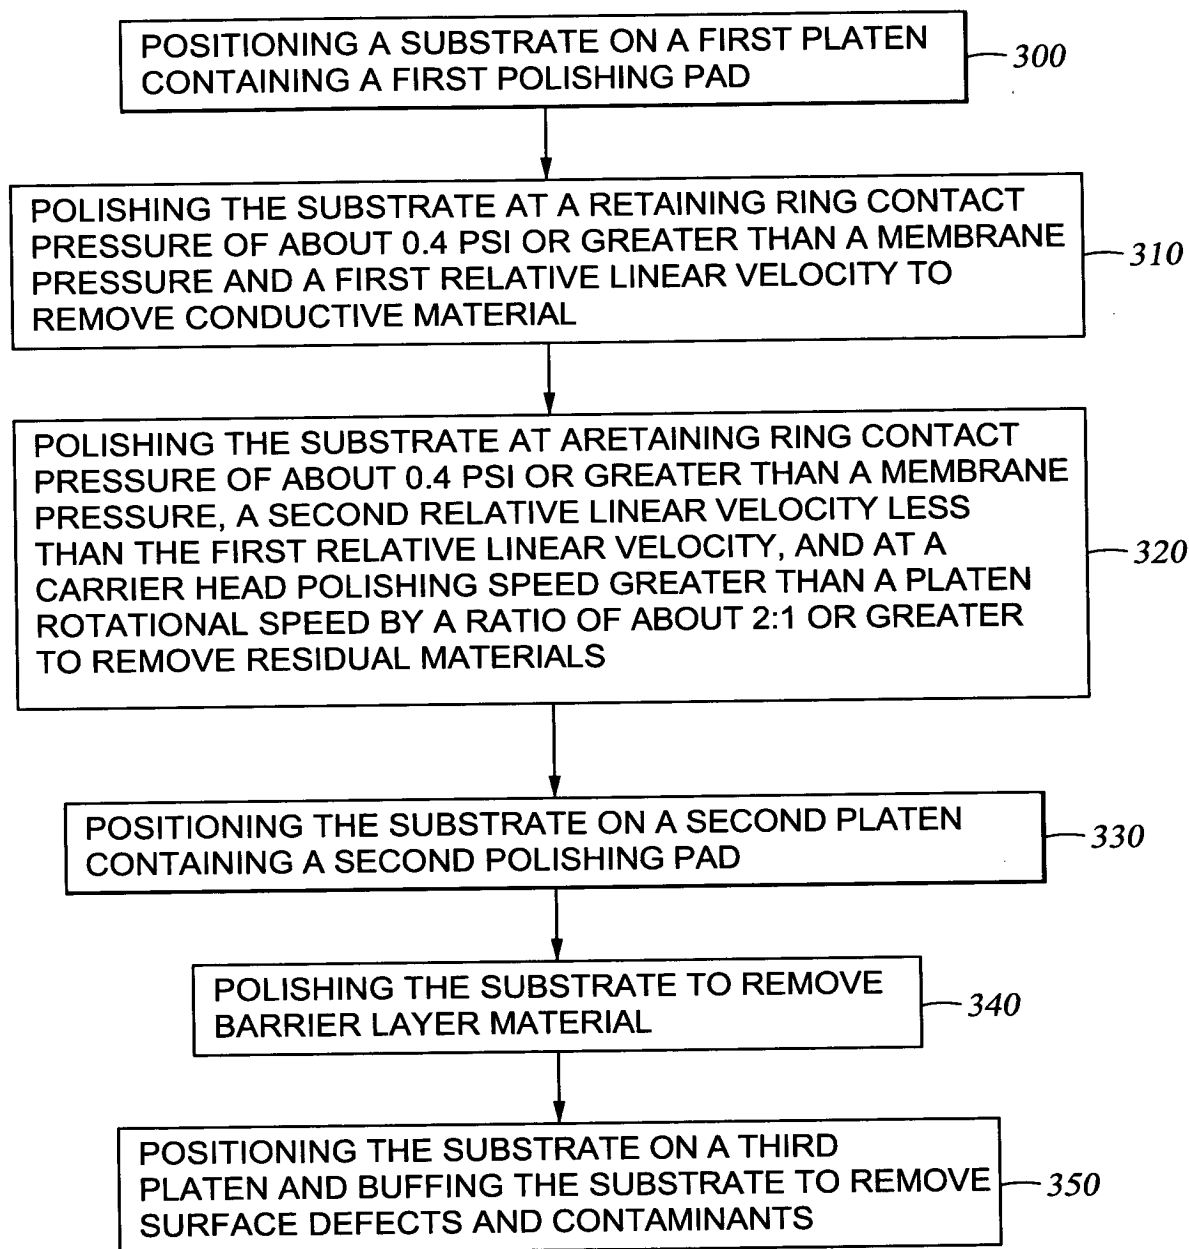 POSITIONING A SUBSTRATE ON A FIRST PLATEN
CONTAINING A FIRST POLISHING PAD
300
POLISHING THE SUBSTRATE AT A RETAINING RING CONTACT
PRESSURE OF ABOUT 0.4 PSI OR GREATER THAN A MEMBRANE
PRESSURE AND A FIRST RELATIVE LINEAR VELOCITY TO
REMOVE CONDUCTIVE MATERIAL
310
POLISHING THE SUBSTRATE AT ARETAINING RING CONTACT
PRESSURE OF ABOUT 0.4 PSI OR GREATER THAN A MEMBRANE
PRESSURE, A SECOND RELATIVE LINEAR VELOCITY LESS
THAN THE FIRST RELATIVE LINEAR VELOCITY, AND AT A
CARRIER HEAD POLISHING SPEED GREATER THAN A PLATEN
ROTATIONAL SPEED BY A RATIO OF ABOUT 2:1 OR GREATER
TO REMOVE RESIDUAL MATERIALS
320
POSITIONING THE SUBSTRATE ON A SECOND PLATEN
CONTAINING A SECOND POLISHING PAD
330
POLISHING THE SUBSTRATE TO REMOVE
BARRIER LAYER MATERIAL
340
POSITIONING THE SUBSTRATE ON A THIRD
PLATEN AND BUFFING THE SUBSTRATE TO REMOVE
SURFACE DEFECTS AND CONTAMINANTS
350